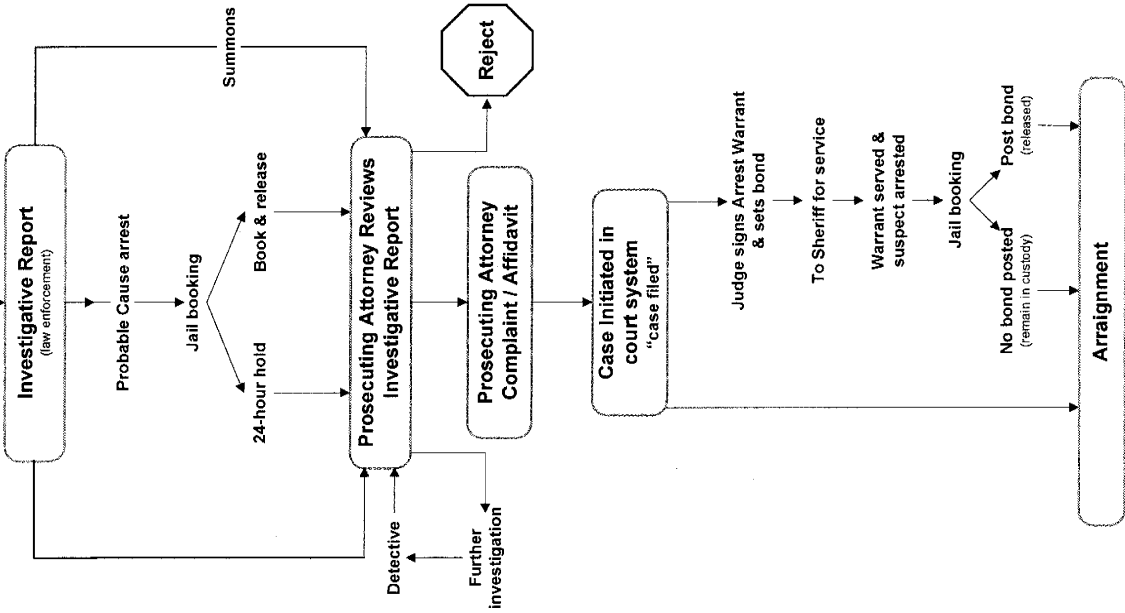 Investigative Report
(law enforcement)
Summons
Probable Cause arrest
Jail booking
24-hour hold
Book & release
Prosecuting Attorney Reviews
Investigative Report
Detective
Further
investigation
Reject
Prosecuting Attorney
Complaint / Affidavit
Case Initiated in
court system
“case filed”
Judge signs Arrest Warrant
& sets bond
To Sheriff for service
Warrant served &
suspect arrested
Jail booking
No bond posted
(remain in custody)
Post bond
(released)
Arraignment